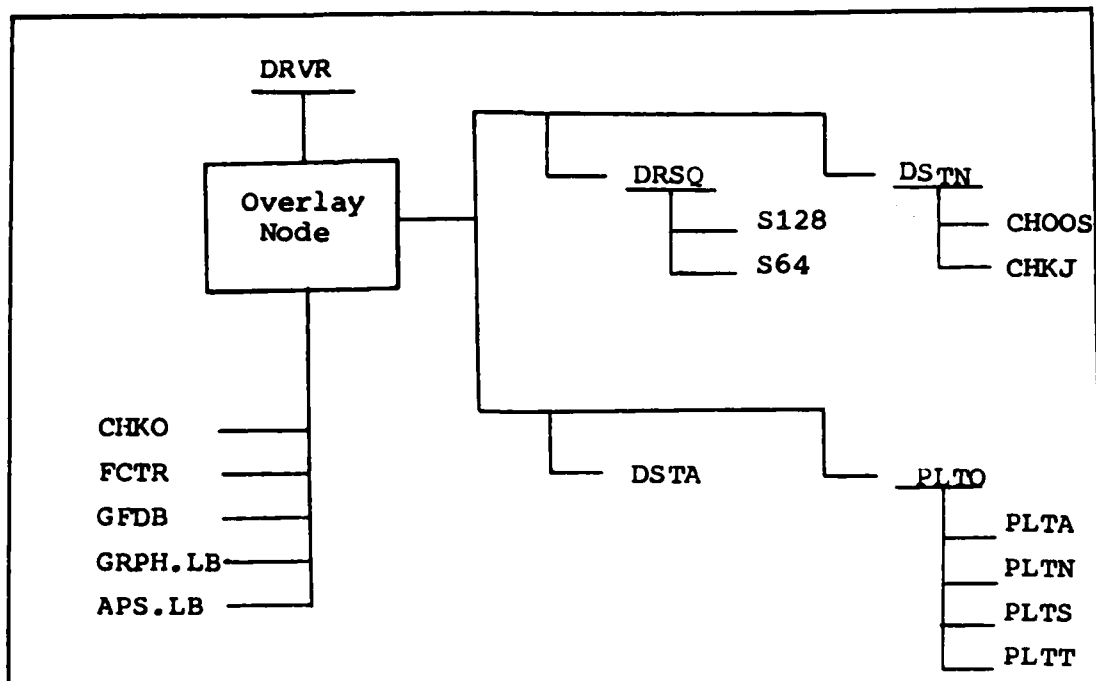 DRVR
Overlay
Node
DRSQ
S128
S64
DSTN
CHOOS
CHKJ
CHKO
FCTR
GFDB
GRPH.LB
APS.LB
DSTA
PLTO
PLTA
PLTN
PLTS
PLTT